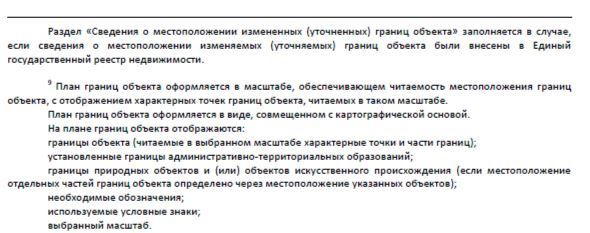 Раздел «Сведения о местоположении измененных (уточненных) границ объекта» заполняется в случае,
если сведения о местоположении изменяемых (уточняемых) границ объекта были внесены в Единый
государственный реестр недвижимости.
⁹ План границ объекта оформляется в масштабе, обеспечивающем читаемость местоположения границ
объекта, с отображением характерных точек границ объекта, читаемых в таком масштабе.
План границ объекта оформляется в виде, совмещенном с картографической основой.
На плане границ объекта отображаются:
границы объекта (читаемые в выбранном масштабе характерные точки и части границ);
установленные границы административно-территориальных образований;
границы природных объектов и (или) объектов искусственного происхождения (если местоположение
отдельных частей границ объекта определено через местоположение указанных объектов);
необходимые обозначения;
используемые условные знаки;
выбранный масштаб.